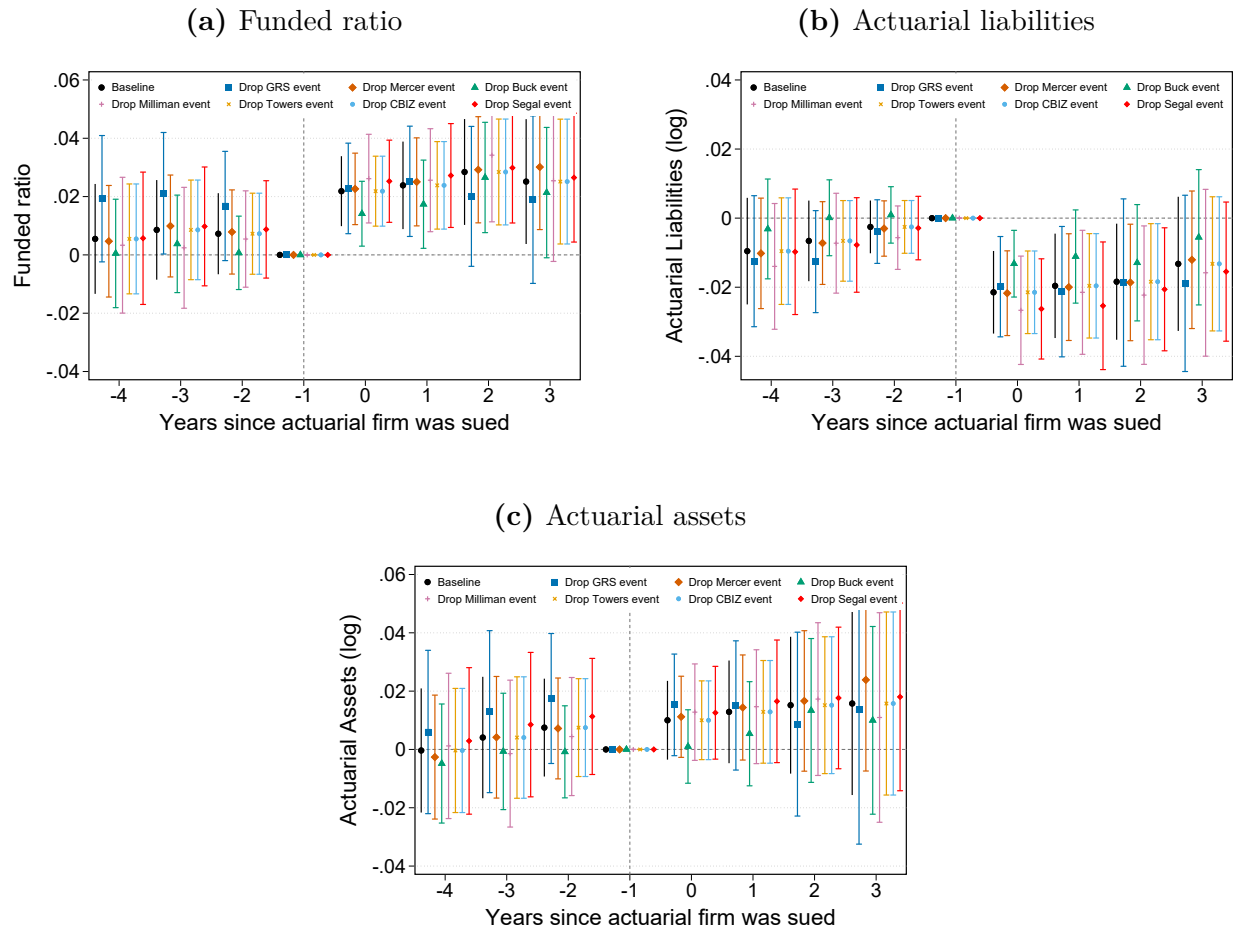 (a) Funded ratio
.06
.04
.02
0
-.02
-.04
Funded ratio
Baseline Drop GRS event Drop Mercer event Drop Buck event
Drop Milliman event Drop Towers event Drop CBIZ event Drop Segal event
-4 -3 -2 -1 0 1 2 3
Years since actuarial firm was sued
(b) Actuarial liabilities
.04
.02
0
-.02
-.04
Actuarial Liabilities (log)
Baseline Drop GRS event Drop Mercer event Drop Buck event
Drop Milliman event Drop Towers event Drop CBIZ event Drop Segal event
-4 -3 -2 -1 0 1 2 3
Years since actuarial firm was sued
(c) Actuarial assets
.06
.04
.02
0
-.02
-.04
Actuarial Assets (log)
Baseline Drop GRS event Drop Mercer event Drop Buck event
Drop Milliman event Drop Towers event Drop CBIZ event Drop Segal event
-4 -3 -2 -1 0 1 2 3
Years since actuarial firm was sued